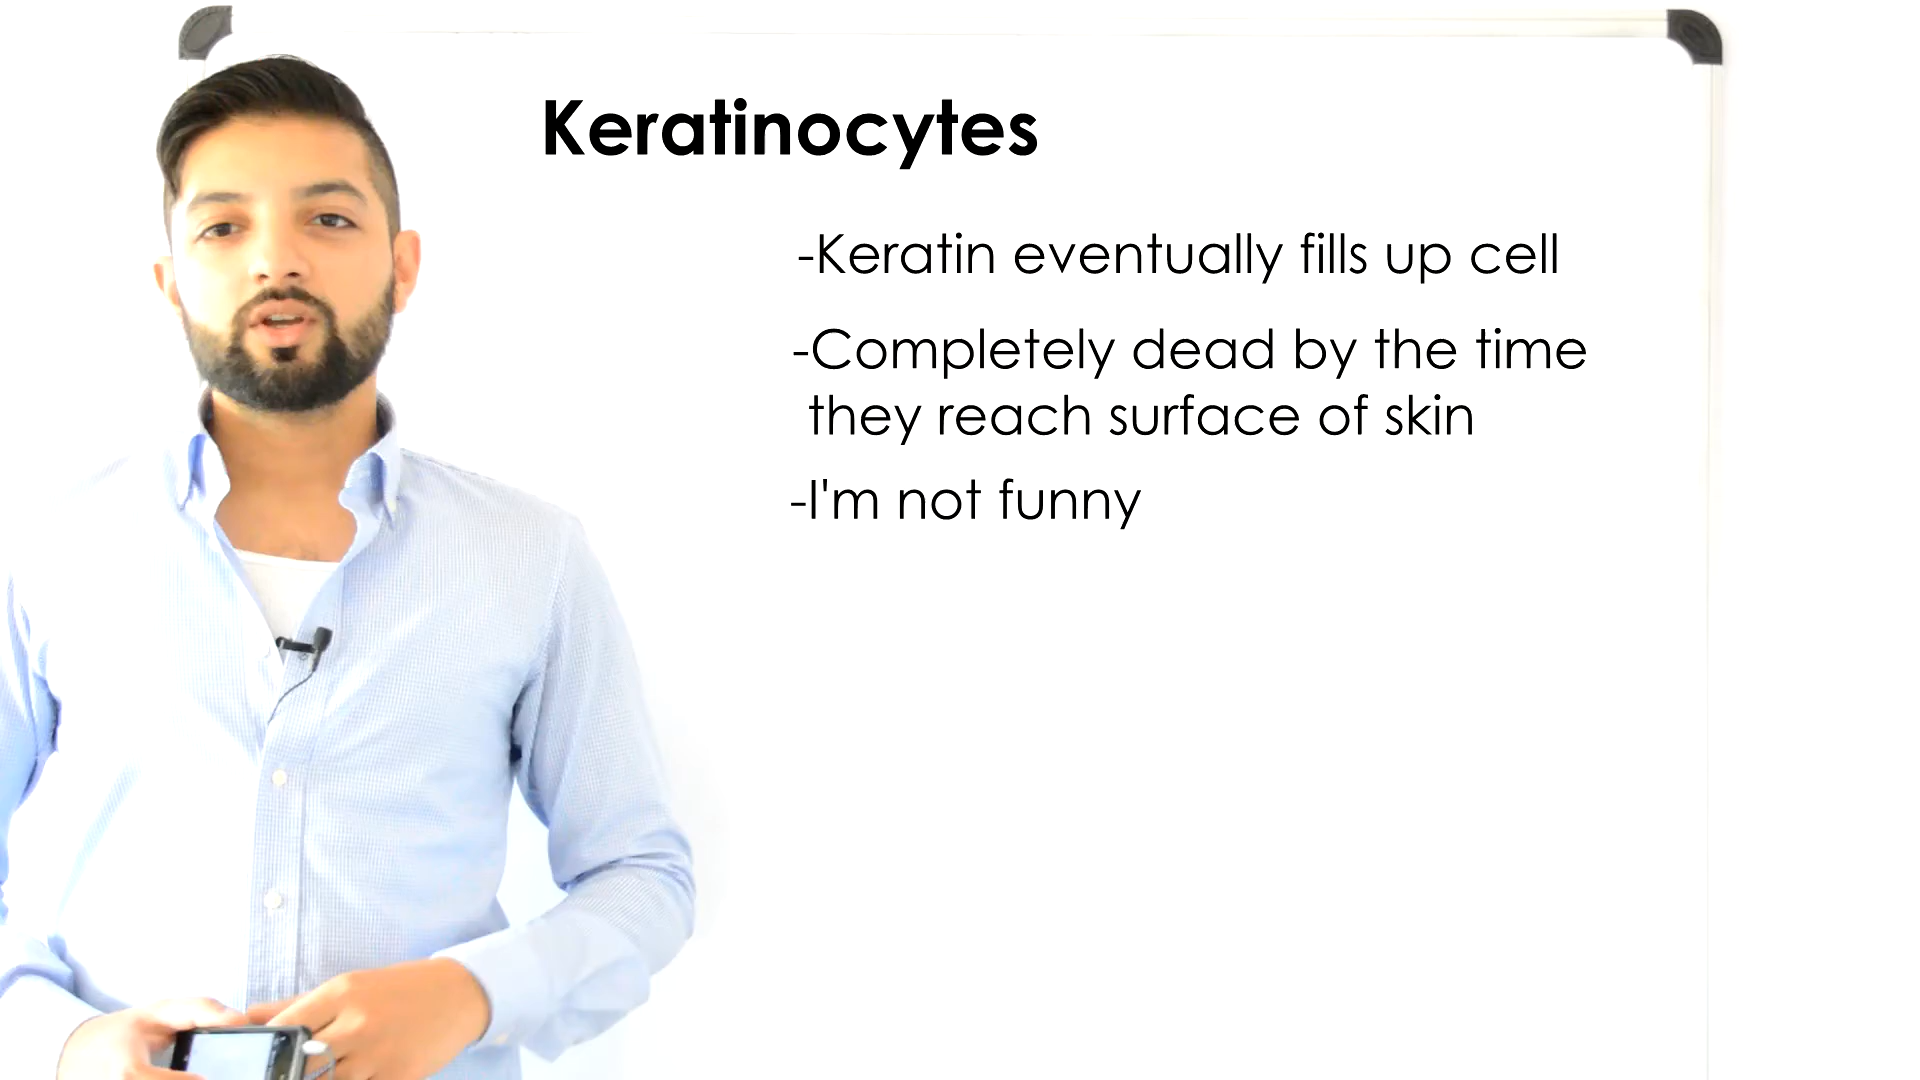 Keratinocytes
-Keratin eventually fills up cell
-Completely dead by the time
they reach surface of skin
-I'm not funny